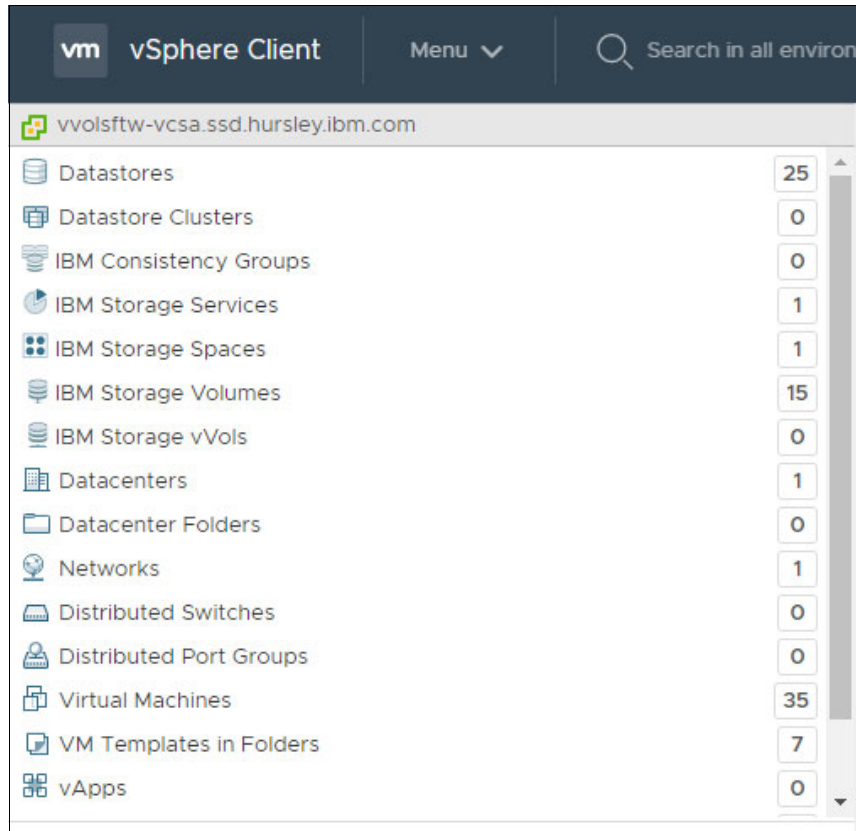 vm vSphere Client Menu Search in all environ
vvolsftw-vcsa.ssd.hursley.ibm.com
Datastores 25
Datastore Clusters 0
IBM Consistency Groups 0
IBM Storage Services 1
IBM Storage Spaces 1
IBM Storage Volumes 15
IBM Storage vVols 0
Datacenters 1
Datacenter Folders 0
Networks 1
Distributed Switches 0
Distributed Port Groups 0
Virtual Machines 35
VM Templates in Folders 7
vApps 0